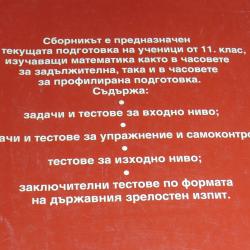 Сборникът е предназначен
текущата подготовка на ученици от 11. клас,
изучаващи математика както в часовете
за задължителна, така и в часовете
за профилирана подготовка.
Съдържа:
•
задачи и тестове за входно ниво;
•
ачи и тестове за упражнение и самоконтро
•
тестове за изходно ниво;
•
заключителни тестове по формата
на държавния зрелостен изпит.